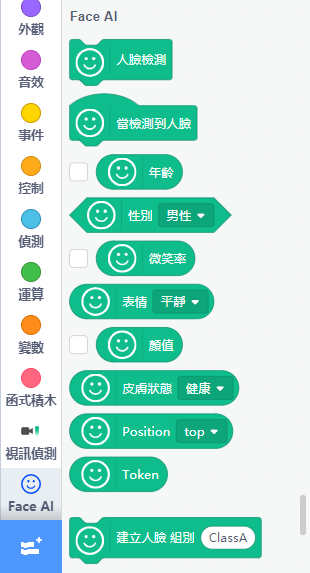 外觀
音效
事件
控制
偵測
運算
變數
函式積木
視訊偵測
Face AI
Face AI
人臉檢測
當檢測到人臉
年齡
性別 男性
微笑率
表情 平靜
顏值
皮膚狀態 健康
Position top
Token
建立人臉 組別 ClassA